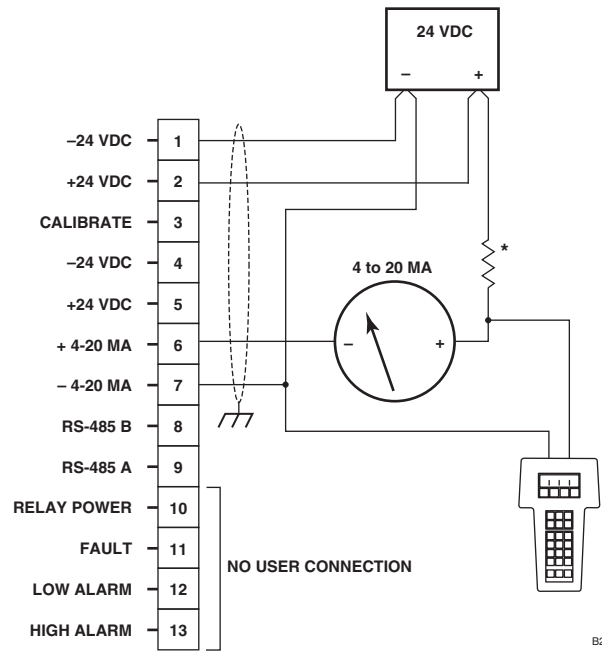 24 VDC
– +
–24 VDC 1
+24 VDC 2
CALIBRATE 3
–24 VDC 4
+24 VDC 5
+ 4-20 MA 6
– 4-20 MA 7
RS-485 B 8
RS-485 A 9
RELAY POWER 10
FAULT 11
LOW ALARM 12
HIGH ALARM 13
*
4 to 20 MA
– +
NO USER CONNECTION